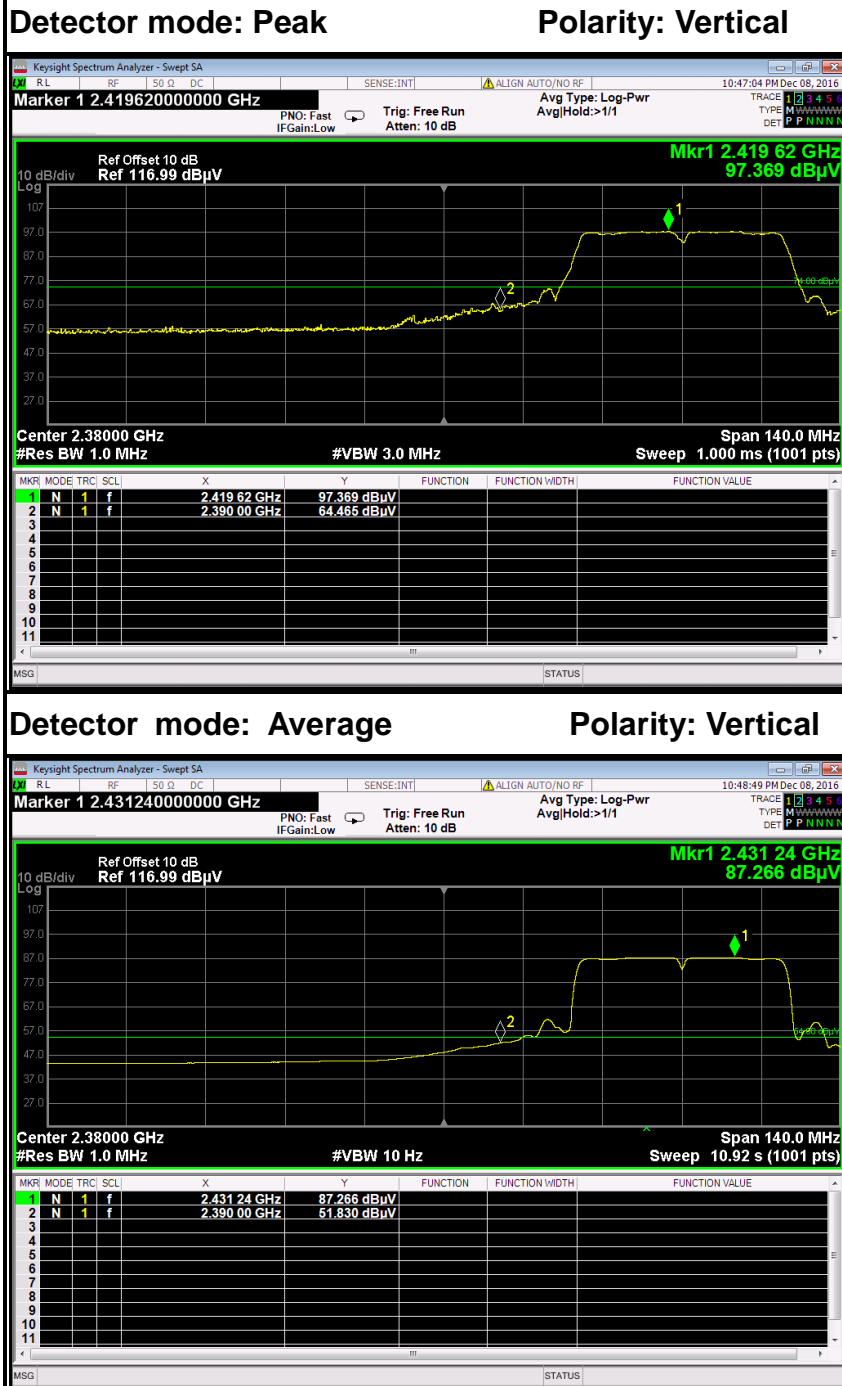 Detector mode: Peak Polarity: Vertical
Keysight Spectrum Analyzer - Swept SA
LXI RL RF 50 Ω DC SENSE:INT ALIGN AUTO/NO RF 10:47:04 PM Dec 08, 2016
Marker 1 2.419620000000 GHz
PNO: Fast
IFGain:Low
Trig: Free Run
Atten: 10 dB
Avg Type: Log-Pwr
Avg|Hold:>1/1
TRACE 1 2 3 4 5 6
TYPE M WWWWW
DET P P N N N N
Mkr1 2.419 62 GHz
97.369 dBµV
Ref Offset 10 dB
10 dB/div Ref 116.99 dBµV
Log
107
97.0
87.0
77.0
67.0
57.0
47.0
37.0
27.0
1
2
74.00 dBµV
Center 2.38000 GHz Span 140.0 MHz
#Res BW 1.0 MHz #VBW 3.0 MHz Sweep 1.000 ms (1001 pts)
MKR MODE TRC SCL X Y FUNCTION FUNCTION WIDTH FUNCTION VALUE
1 N 1 f 2.419 62 GHz 97.369 dBµV
2 N 1 f 2.390 00 GHz 64.465 dBµV
3
4
5
6
7
8
9
10
11
MSG STATUS
Detector mode: Average Polarity: Vertical
Keysight Spectrum Analyzer - Swept SA
LXI RL RF 50 Ω DC SENSE:INT ALIGN AUTO/NO RF 10:48:49 PM Dec 08, 2016
Marker 1 2.431240000000 GHz
PNO: Fast
IFGain:Low
Trig: Free Run
Atten: 10 dB
Avg Type: Log-Pwr
Avg|Hold:>1/1
TRACE 1 2 3 4 5 6
TYPE M WWWWW
DET P P N N N N
Mkr1 2.431 24 GHz
87.266 dBµV
Ref Offset 10 dB
10 dB/div Ref 116.99 dBµV
Log
107
97.0
87.0
77.0
67.0
57.0
47.0
37.0
27.0
1
2
54.00 dBµV
Center 2.38000 GHz Span 140.0 MHz
#Res BW 1.0 MHz #VBW 10 Hz Sweep 10.92 s (1001 pts)
MKR MODE TRC SCL X Y FUNCTION FUNCTION WIDTH FUNCTION VALUE
1 N 1 f 2.431 24 GHz 87.266 dBµV
2 N 1 f 2.390 00 GHz 51.830 dBµV
3
4
5
6
7
8
9
10
11
MSG STATUS